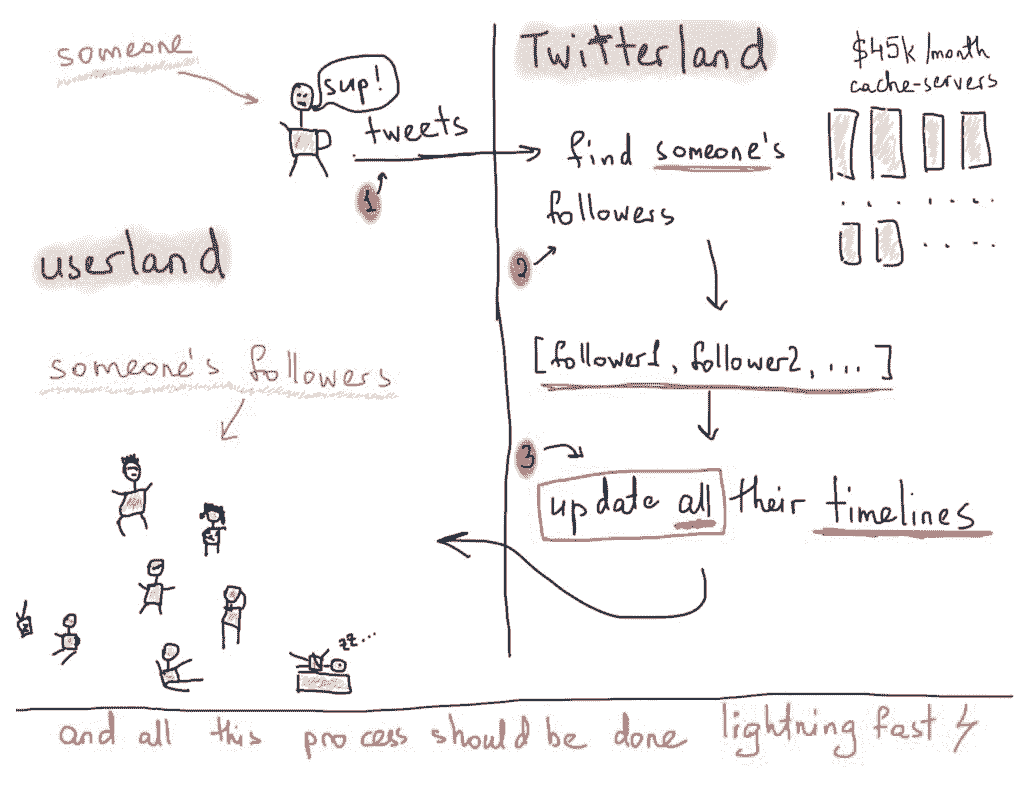 someone
sup!
tweets
1
userland
someone's followers
zz...
Twitterland
$45k/month
cache-servers
find someone's
followers
2
[follower1, follower2, ... ]
3
update all their timelines
and all this process should be done lightning fast